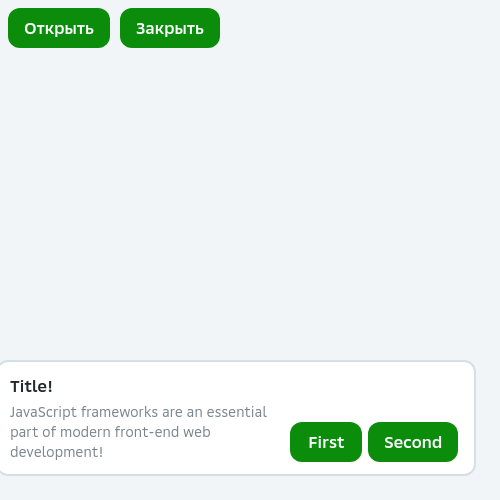 Открыть Закрыть
Title!
JavaScript frameworks are an essential
part of modern front-end web
development!
First Second